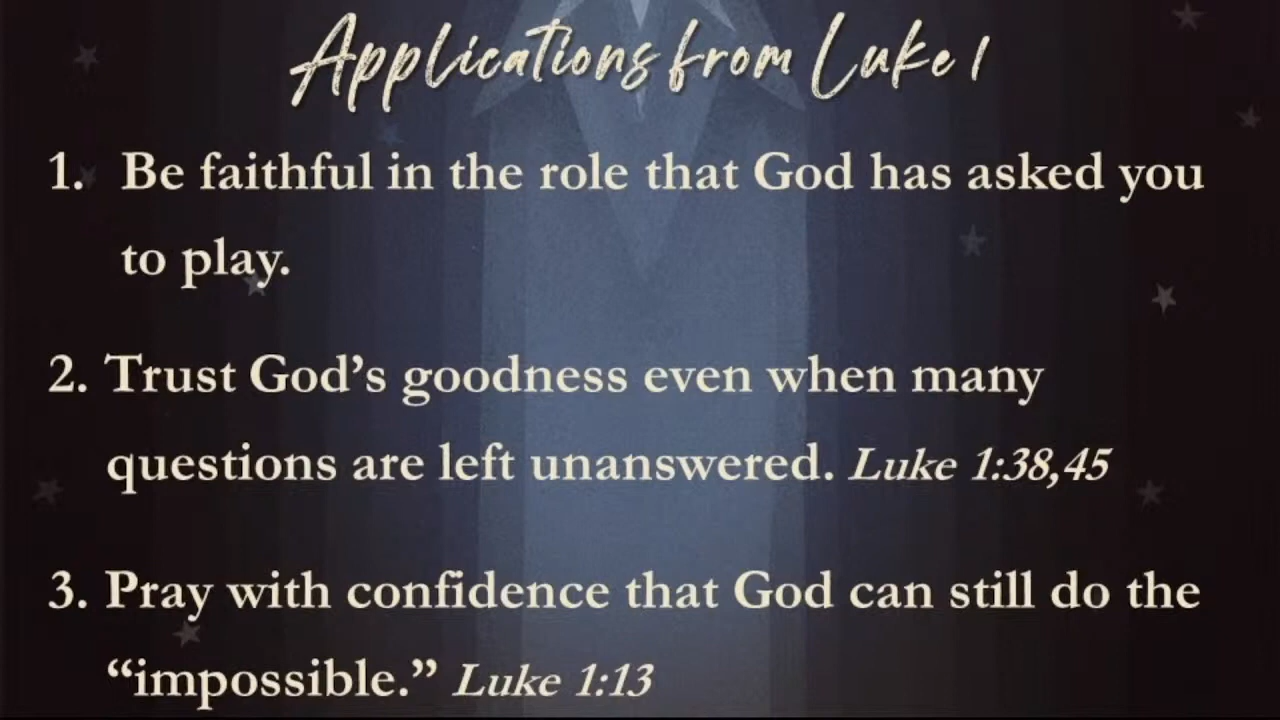 Applications from Luke 1
1. Be faithful in the role that God has asked you
to play.
2. Trust God’s goodness even when many
questions are left unanswered. Luke 1:38,45
3. Pray with confidence that God can still do the
“impossible.” Luke 1:13